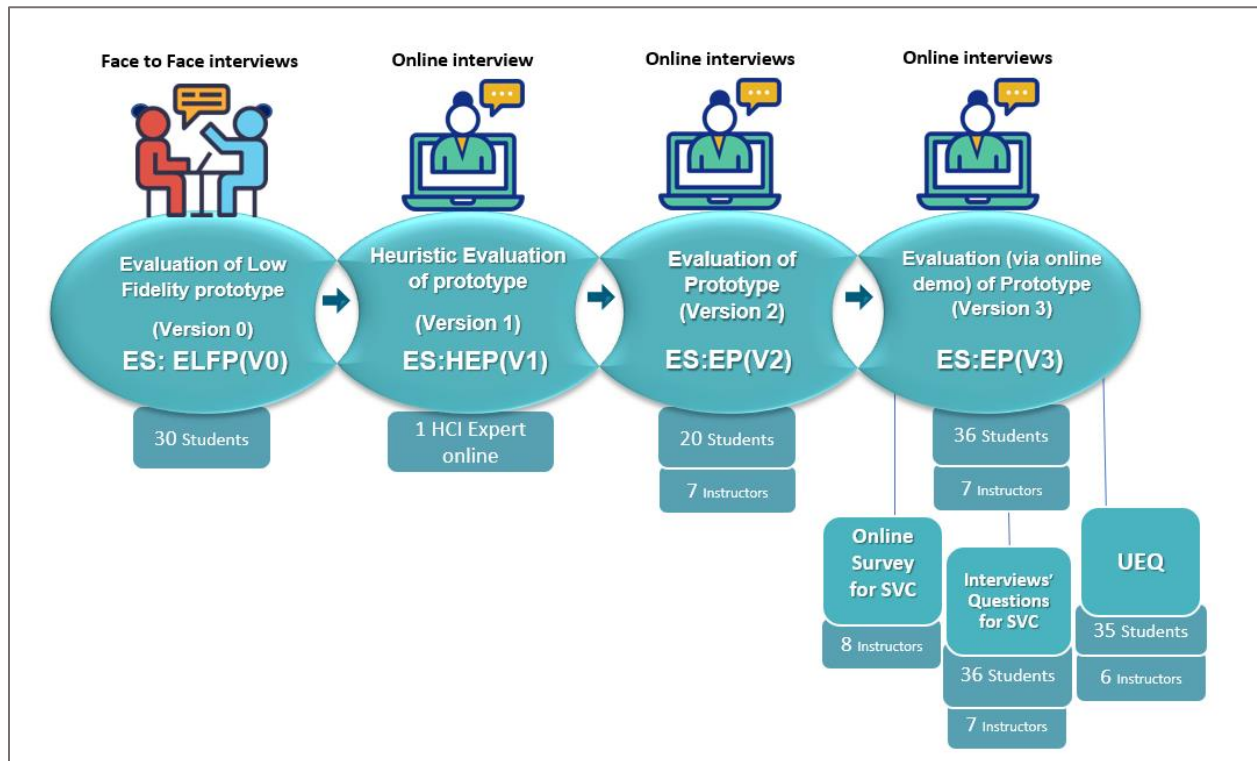 Face to Face interviews
Online interview
Online interviews
Online interviews
Evaluation of Low
Fidelity prototype
(Version 0)
ES: ELFP(V0)
30 Students
Heuristic Evaluation
of prototype
(Version 1)
ES:HEP(V1)
1 HCI Expert
online
Evaluation of
Prototype
(Version 2)
ES:EP(V2)
20 Students
7 Instructors
Evaluation (via online
demo) of Prototype
(Version 3)
ES:EP(V3)
36 Students
7 Instructors
Online
Survey
for SVC
8 Instructors
Interviews’
Questions
for SVC
36 Students
7 Instructors
UEQ
35 Students
6 Instructors